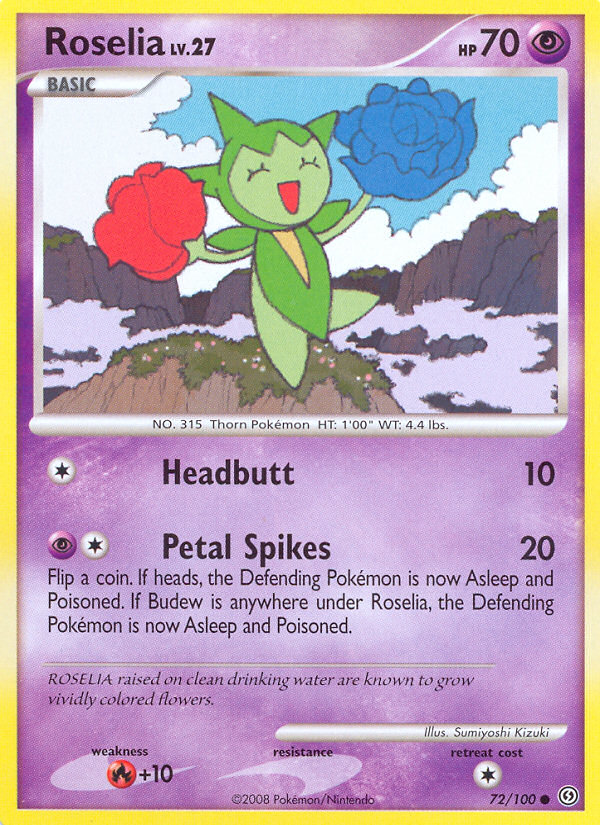 Roselia LV.27 HP 70
BASIC
NO. 315 Thorn Pokémon HT: 1'00" WT: 4.4 lbs.
Headbutt 10
Petal Spikes 20
Flip a coin. If heads, the Defending Pokémon is now Asleep and
Poisoned. If Budew is anywhere under Roselia, the Defending
Pokémon is now Asleep and Poisoned.
ROSELIA raised on clean drinking water are known to grow
vividly colored flowers.
Illus. Sumiyoshi Kizuki
weakness resistance retreat cost
+10
©2008 Pokémon/Nintendo 72/100